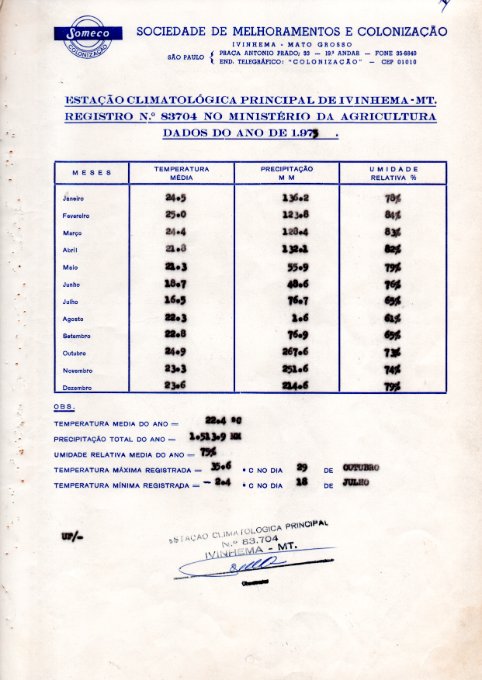 Someco
COLONIZAÇÃO
SOCIEDADE DE MELHORAMENTOS E COLONIZAÇÃO
IVINHEMA - MATO GROSSO
SÃO PAULO
PRAÇA ANTONIO PRADO, 33 - 19.º ANDAR - FONE 35-6843
END. TELEGRÁFICO: "COLONIZAÇÃO" - CEP 01010
ESTAÇÃO CLIMATOLÓGICA PRINCIPAL DE IVINHEMA - MT.
REGISTRO N.º 83704 NO MINISTÉRIO DA AGRICULTURA
DADOS DO ANO DE 1.975 .
MESES TEMPERATURA MÉDIA PRECIPITAÇÃO MM UMIDADE RELATIVA %
Janeiro 24.5 136.2 78%
Fevereiro 25.0 123.8 84%
Março 24.4 128.4 83%
Abril 21.8 132.1 82%
Maio 21.3 55.9 79%
Junho 18.7 48.6 76%
Julho 16.5 76.7 69%
Agosto 22.3 1.6 61%
Setembro 22.8 76.9 69%
Outubro 24.9 267.6 73%
Novembro 23.3 251.6 74%
Dezembro 23.6 214.6 79%
OBS.
TEMPERATURA MEDIA DO ANO — 22.4 ºC
PRECIPITAÇÃO TOTAL DO ANO — 1.513.9 MM
UMIDADE RELATIVA MEDIA DO ANO — 75%
TEMPERATURA MÁXIMA REGISTRADA — 35.6 º C NO DIA 29 DE OUTUBRO
TEMPERATURA MÍNIMA REGISTRADA — - 2.4 º C NO DIA 18 DE JULHO
UP/-
ESTAÇÃO CLIMATOLOGICA PRINCIPAL
N.º 83.704
IVINHEMA - MT.